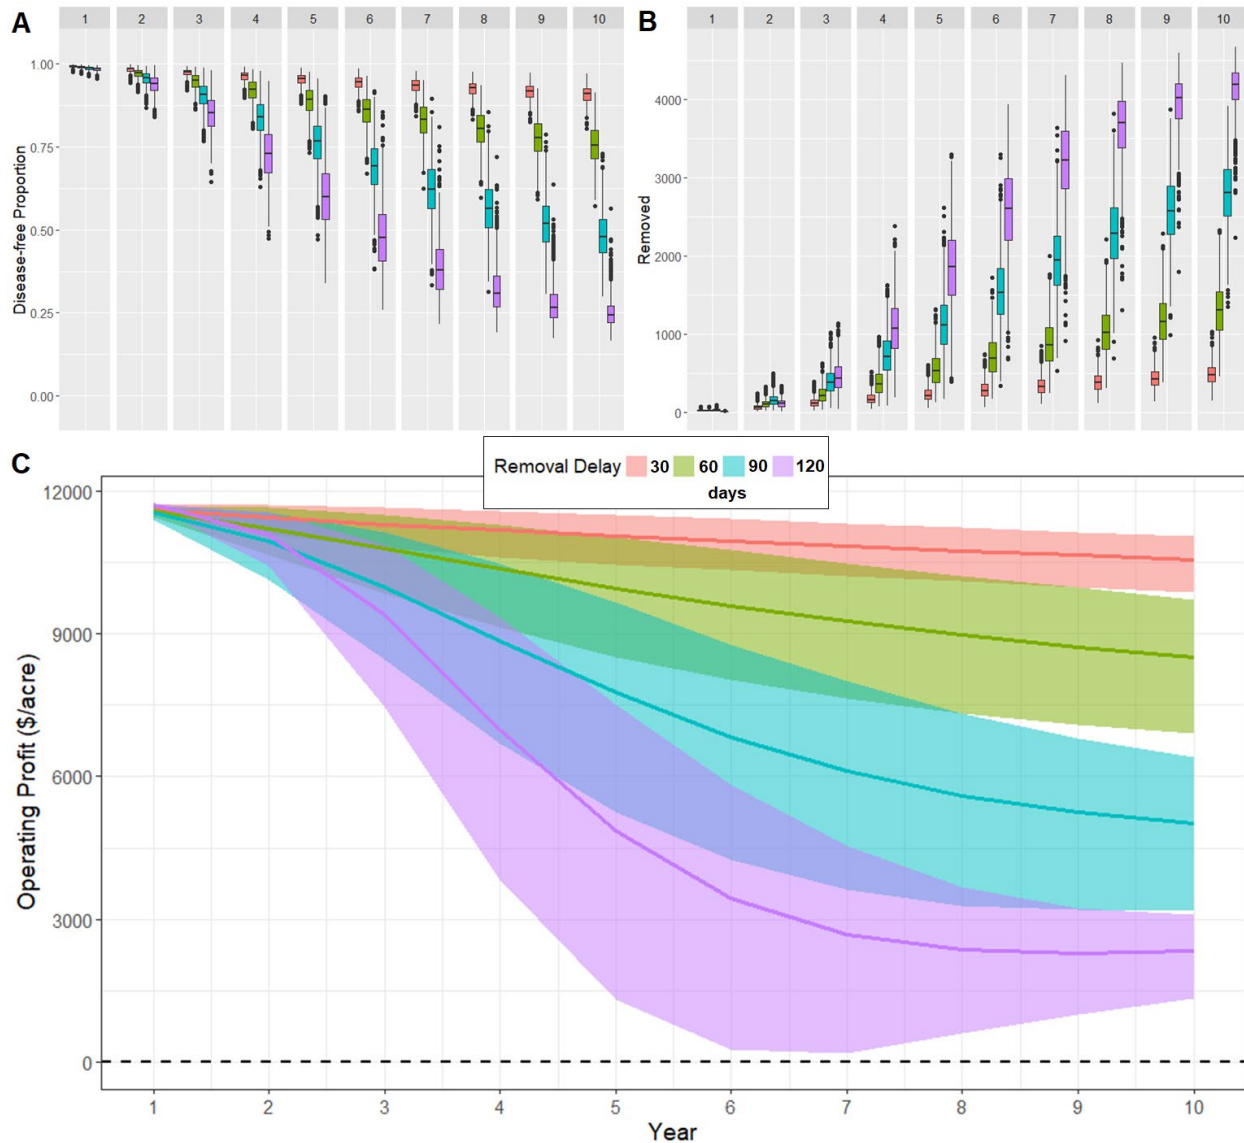 A
1 2 3 4 5 6 7 8 9 10
Disease-free Proportion
1.00
0.75
0.50
0.25
0.00
B
1 2 3 4 5 6 7 8 9 10
Removed
4000
3000
2000
1000
0
C
Removal Delay 30 60 90 120
days
Operating Profit ($/acre)
12000
9000
6000
3000
0
1 2 3 4 5 6 7 8 9 10
Year